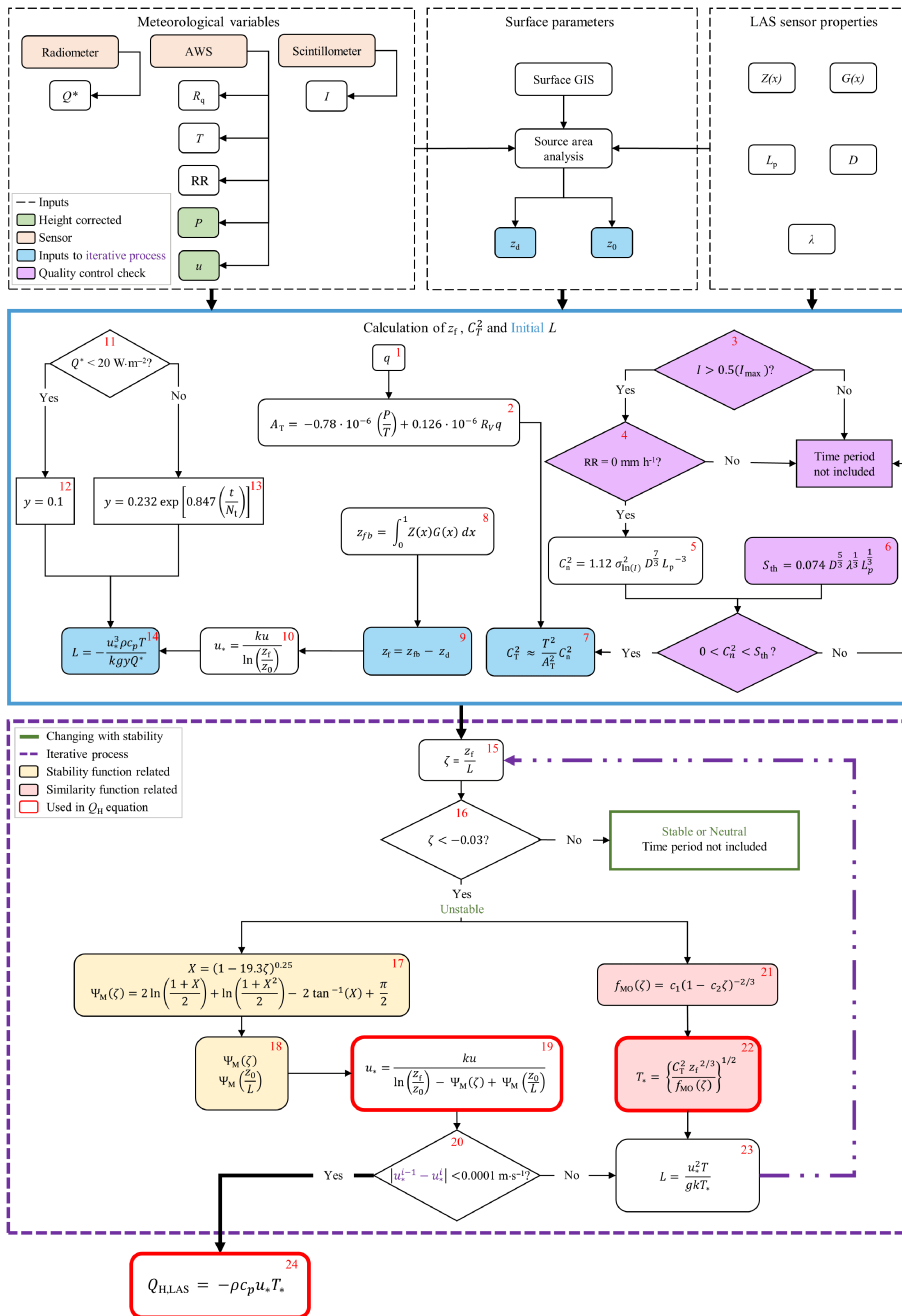 Meteorological variables
Radiometer
AWS
Scintillometer
Q*
R_q
I
T
RR
P
u
Inputs
Height corrected
Sensor
Inputs to iterative process
Quality control check
Surface parameters
Surface GIS
Source area
analysis
z_d
z_0
LAS sensor properties
Z(x)
G(x)
L_p
D
λ
Calculation of z_f , C_T^2 and Initial L
11
Q* < 20 W·m⁻²?
Yes
No
12
y = 0.1
13
y = 0.232 exp [0.847 (t/N_t)]
1
q
2
A_T = −0.78 · 10⁻⁶ (P/T) + 0.126 · 10⁻⁶ R_V q
3
I > 0.5(I_max )?
Yes
No
4
RR = 0 mm h⁻¹?
No
Time period
not included
Yes
8
z_fb = ∫_0^1 Z(x)G(x) dx
5
C_n^2 = 1.12 σ_ln(I)^2 D^(7/3) L_p^−3
6
S_th = 0.074 D^(5/3) λ^(1/3) L_p^(1/3)
14
L = − u_*^3 ρc_p T / kgyQ*
10
u_* = ku / ln(z_f/z_0)
9
z_f = z_fb − z_d
7
C_T^2 ≈ T^2/A_T^2 C_n^2
Yes
0 < C_n^2 < S_th ?
No
Changing with stability
Iterative process
Stability function related
Similarity function related
Used in Q_H equation
15
ζ = z_f / L
16
ζ < −0.03?
No
Stable or Neutral
Time period not included
Yes
Unstable
17
X = (1 − 19.3ζ)^0.25
Ψ_M(ζ) = 2 ln((1 + X)/2) + ln((1 + X²)/2) − 2 tan⁻¹(X) + π/2
21
f_MO(ζ) = c_1(1 − c_2ζ)^−2/3
18
Ψ_M(ζ)
Ψ_M(z_0/L)
19
u_* = ku / ln(z_f/z_0) − Ψ_M(ζ) + Ψ_M(z_0/L)
22
T_* = {C_T^2 z_f^2/3 / f_MO(ζ)}^1/2
20
Yes
|u_*^i−1 − u_*^i| <0.0001 m·s⁻¹?
No
23
L = u_*^2 T / gkT_*
24
Q_H,LAS = −ρc_p u_* T_*